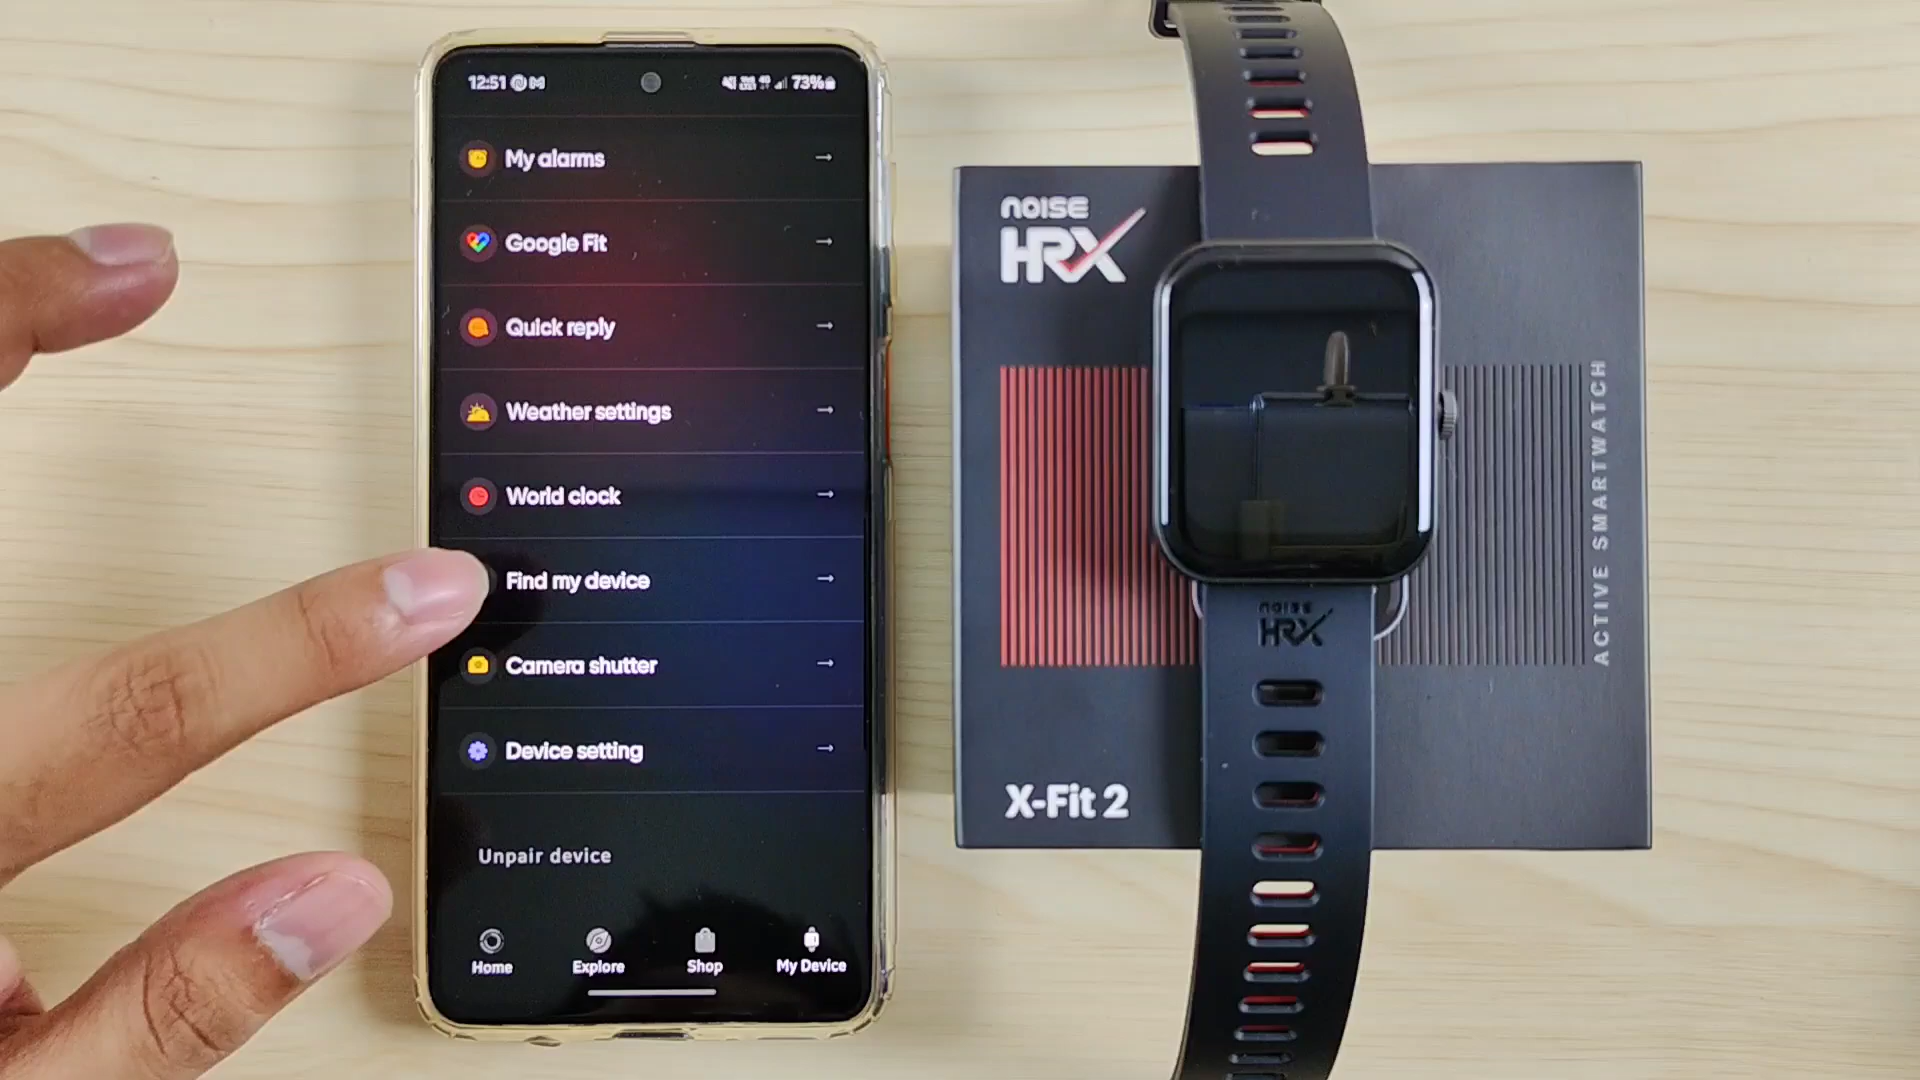 12:51
73%
My alarms
Google Fit
Quick reply
Weather settings
World clock
Find my device
Camera shutter
Device setting
Unpair device
Home
Explore
Shop
My Device
noise
HRX
X-Fit 2
ACTIVE SMARTWATCH
noise
HRX